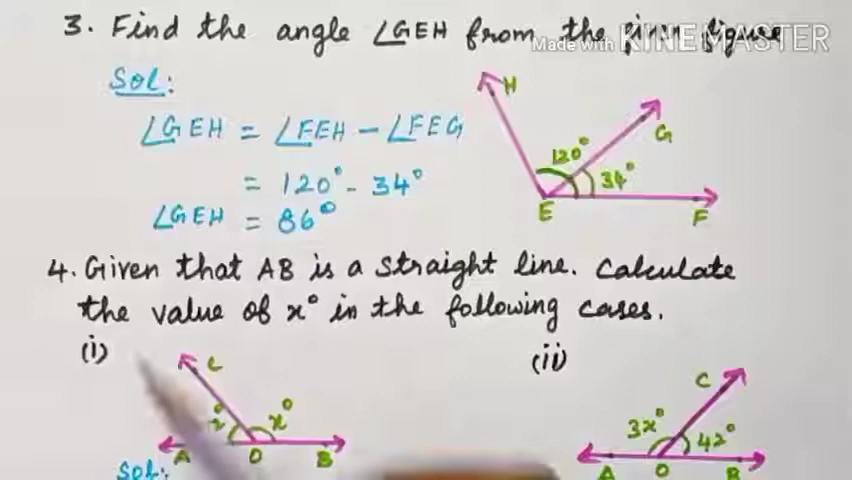 3. Find the angle ∠GEH from the given figure
Made with KINEMASTER
Sol:
∠GEH = ∠FEH - ∠FEG
= 120° - 34°
∠GEH = 86°
H
G
120°
34°
E
F
4. Given that AB is a straight line. Calculate
the value of x° in the following cases.
(i)
(ii)
C
x°
A
O
B
C
3x°
42°
A
O
B
Sol: